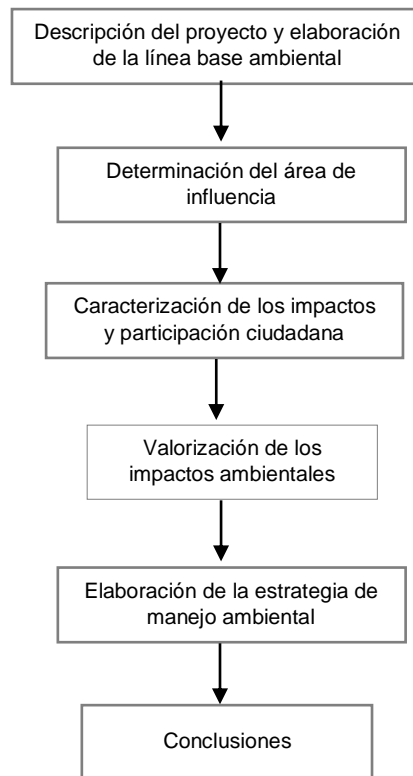 Descripción del proyecto y elaboración
de la línea base ambiental
Determinación del área de
influencia
Caracterización de los impactos
y participación ciudadana
Valorización de los
impactos ambientales
Elaboración de la estrategia de
manejo ambiental
Conclusiones